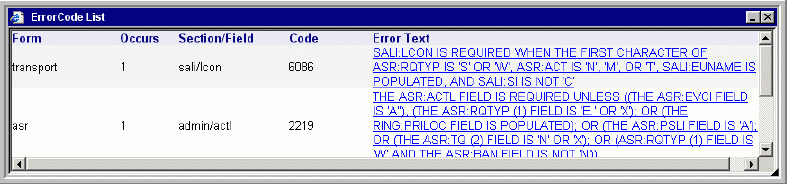 ErrorCode List
Form Occurs Section/Field Code Error Text
SALI:LCON IS REQUIRED WHEN THE FIRST CHARACTER OF
ASR:RQTYP IS 'S' OR 'W', ASR:ACT IS 'N', 'M', OR 'T', SALI:EUNAME IS
transport 1 sali/lcon 6086
POPULATED, AND SALI:SI IS NOT 'C'
THE ASR:ACTL FIELD IS REQUIRED UNLESS ((THE ASR:EVCI FIELD
IS "A"), (THE ASR:RQTYP (1) FIELD IS 'E ' OR 'X'); OR (THE
asr 1 admin/actl 2219
RING:PRILOC FIELD IS POPULATED); OR (THE ASR:PSLI FIELD IS 'A');
OR (THE ASR:TQ (2) FIELD IS 'N' OR 'X'); OR (ASR:RQTYP (1) FIELD IS
'W' AND THE ASR:BAN FIELD IS NOT 'N'))